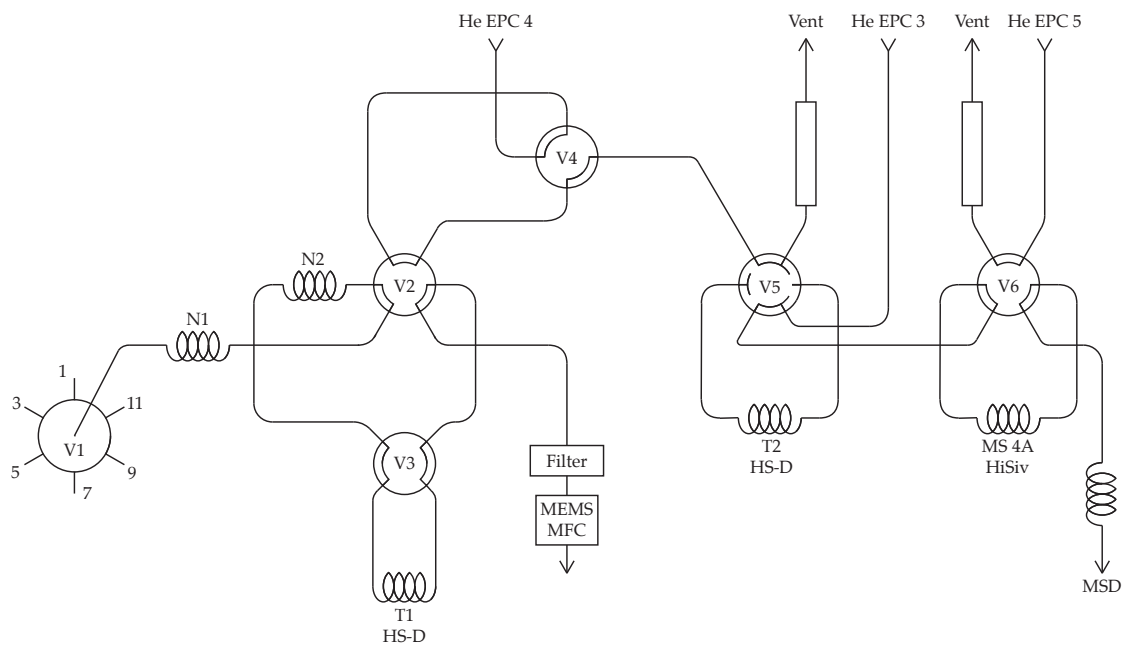 He EPC 4
Vent
He EPC 3
Vent
He EPC 5
V4
N2
V2
V5
V6
N1
1
3
11
V1
5
9
7
V3
Filter
MEMS
MFC
T1
HS-D
T2
HS-D
MS 4A
HiSiv
MSD